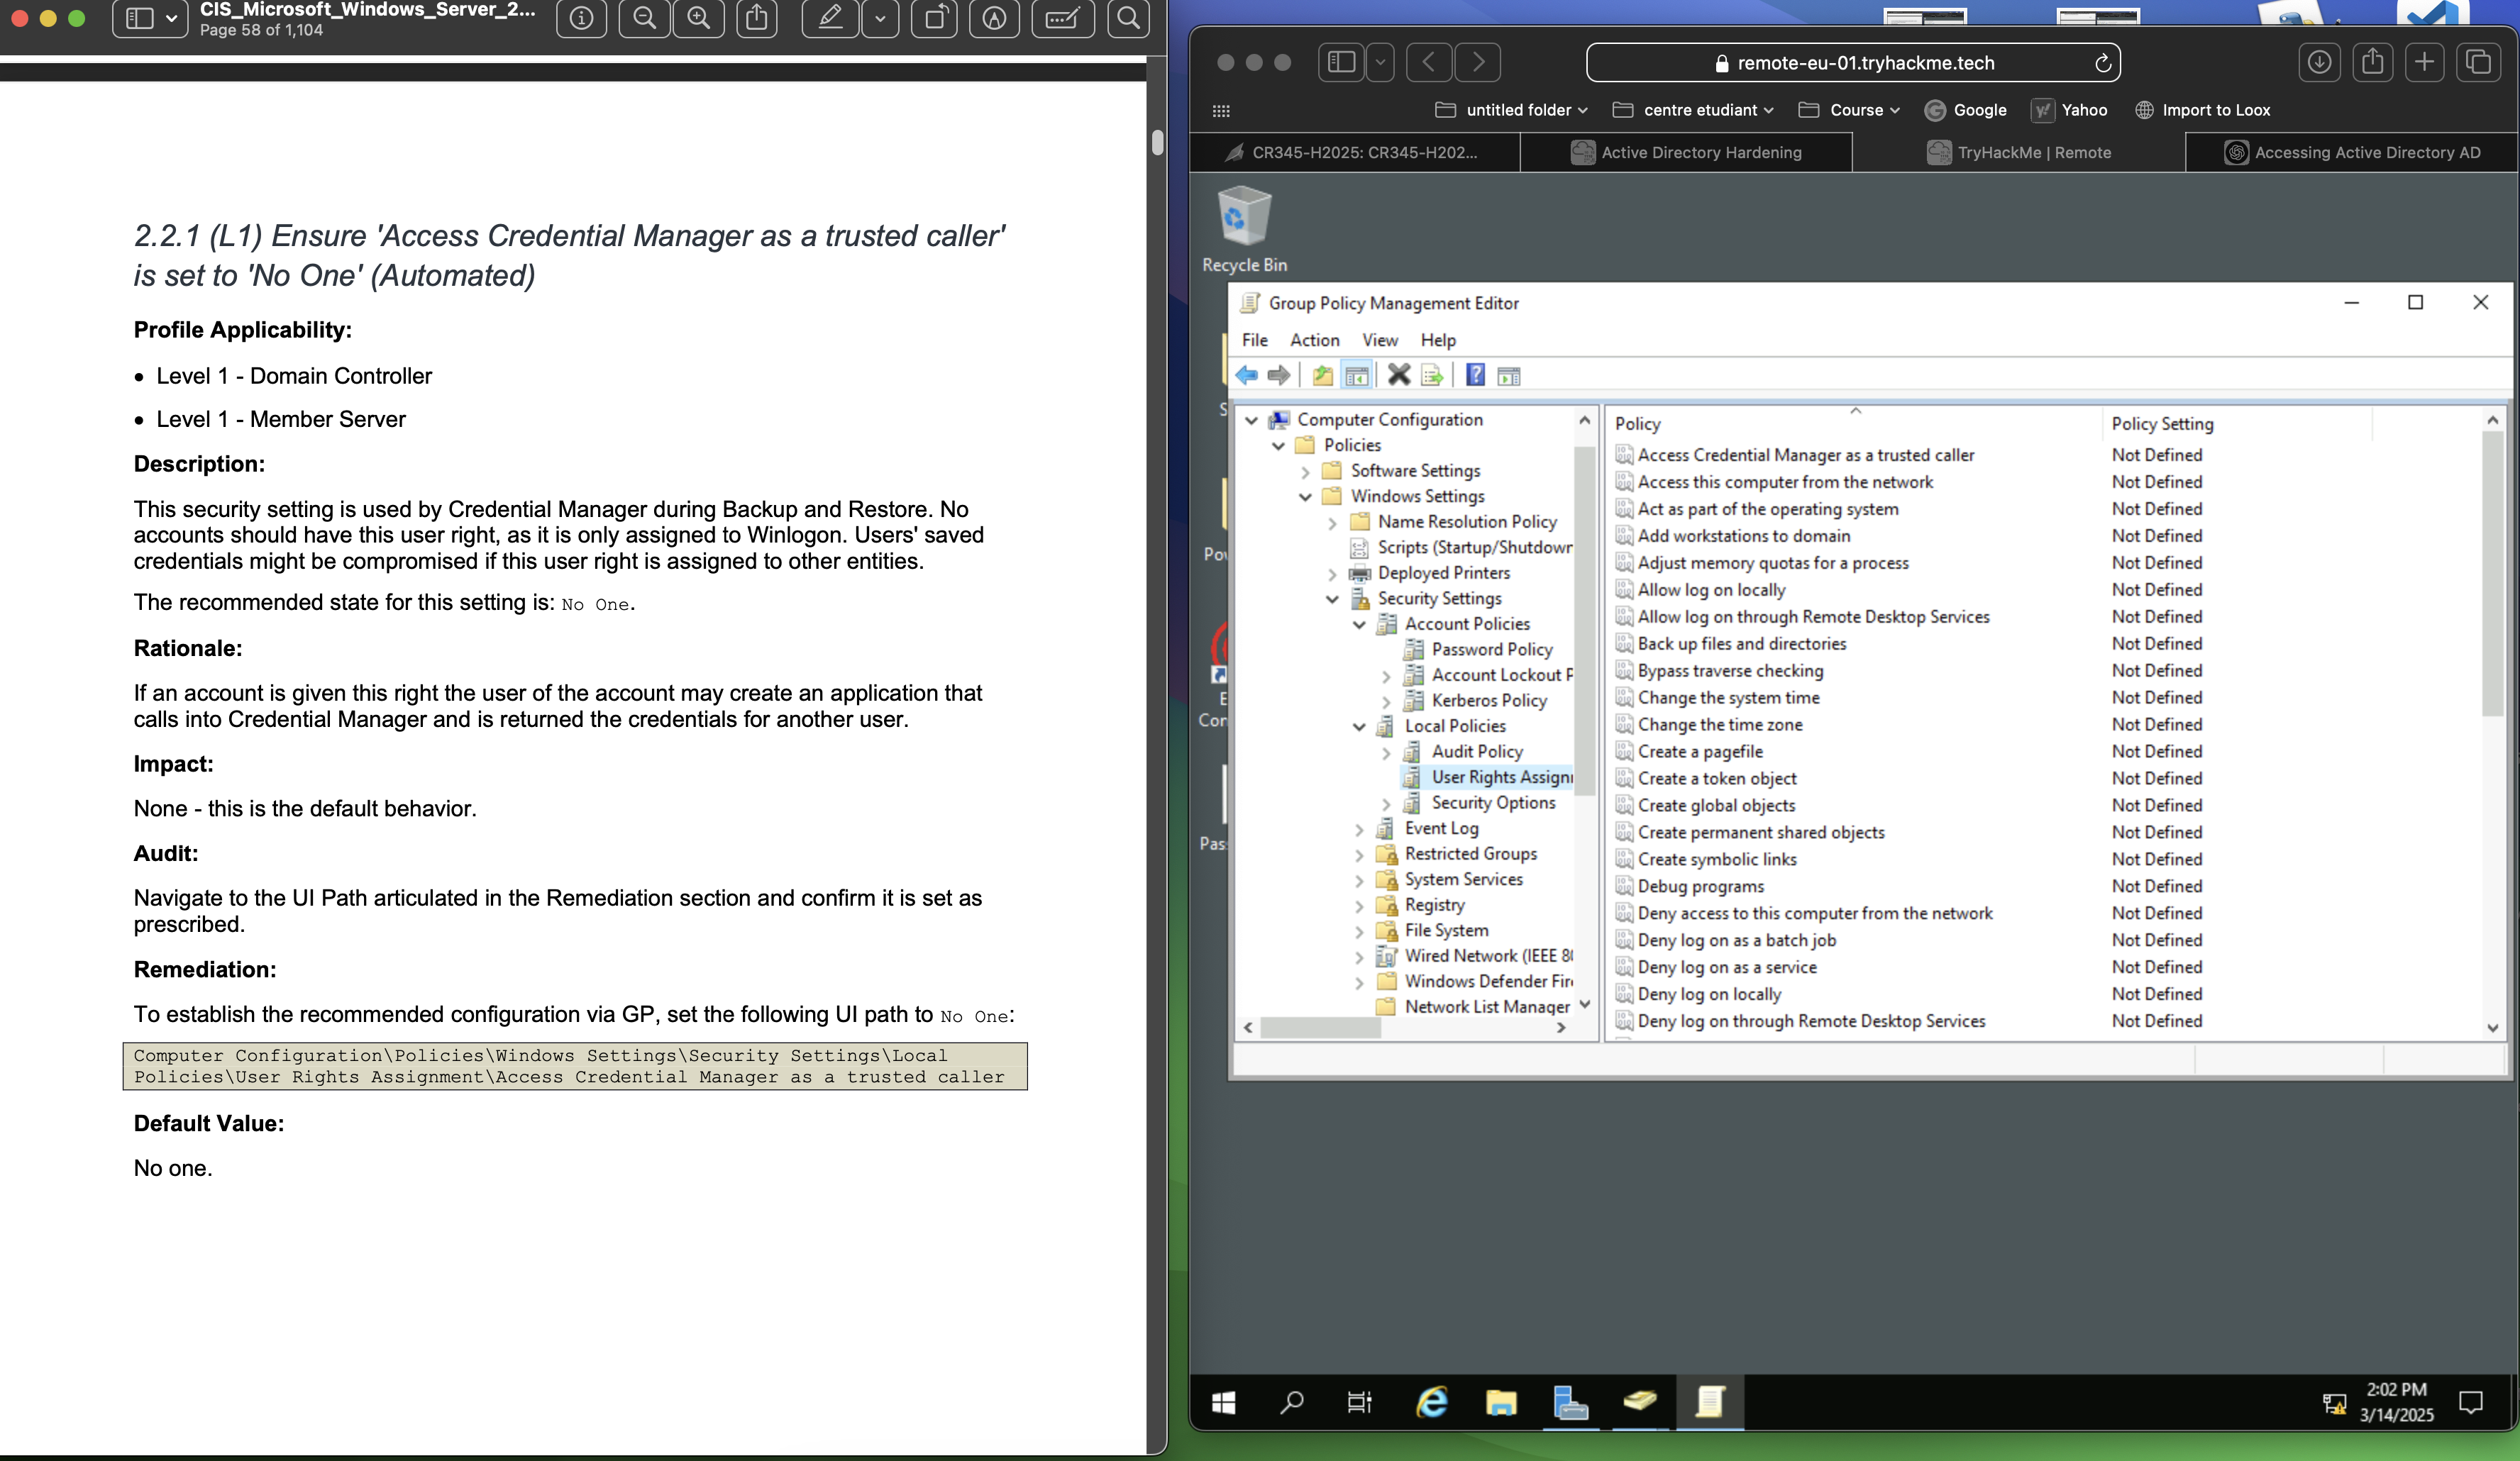 CIS_Microsoft_Windows_Server_2...
Page 58 of 1,104
2.2.1 (L1) Ensure 'Access Credential Manager as a trusted caller'
is set to 'No One' (Automated)
Profile Applicability:
• Level 1 - Domain Controller
• Level 1 - Member Server
Description:
This security setting is used by Credential Manager during Backup and Restore. No
accounts should have this user right, as it is only assigned to Winlogon. Users' saved
credentials might be compromised if this user right is assigned to other entities.
The recommended state for this setting is: No One.
Rationale:
If an account is given this right the user of the account may create an application that
calls into Credential Manager and is returned the credentials for another user.
Impact:
None - this is the default behavior.
Audit:
Navigate to the UI Path articulated in the Remediation section and confirm it is set as
prescribed.
Remediation:
To establish the recommended configuration via GP, set the following UI path to No One:
Computer Configuration\Policies\Windows Settings\Security Settings\Local
Policies\User Rights Assignment\Access Credential Manager as a trusted caller
Default Value:
No one.
remote-eu-01.tryhackme.tech
untitled folder
centre etudiant
Course
Google
Yahoo
Import to Loox
CR345-H2025: CR345-H202...
Active Directory Hardening
TryHackMe | Remote
Accessing Active Directory AD
Recycle Bin
S
Pov
E
Con
Pas
Group Policy Management Editor
File Action View Help
Computer Configuration
Policies
Software Settings
Windows Settings
Name Resolution Policy
Scripts (Startup/Shutdown
Deployed Printers
Security Settings
Account Policies
Password Policy
Account Lockout P
Kerberos Policy
Local Policies
Audit Policy
User Rights Assign
Security Options
Event Log
Restricted Groups
System Services
Registry
File System
Wired Network (IEEE 80
Windows Defender Fire
Network List Manager
Policy Policy Setting
Access Credential Manager as a trusted caller Not Defined
Access this computer from the network Not Defined
Act as part of the operating system Not Defined
Add workstations to domain Not Defined
Adjust memory quotas for a process Not Defined
Allow log on locally Not Defined
Allow log on through Remote Desktop Services Not Defined
Back up files and directories Not Defined
Bypass traverse checking Not Defined
Change the system time Not Defined
Change the time zone Not Defined
Create a pagefile Not Defined
Create a token object Not Defined
Create global objects Not Defined
Create permanent shared objects Not Defined
Create symbolic links Not Defined
Debug programs Not Defined
Deny access to this computer from the network Not Defined
Deny log on as a batch job Not Defined
Deny log on as a service Not Defined
Deny log on locally Not Defined
Deny log on through Remote Desktop Services Not Defined
2:02 PM
3/14/2025